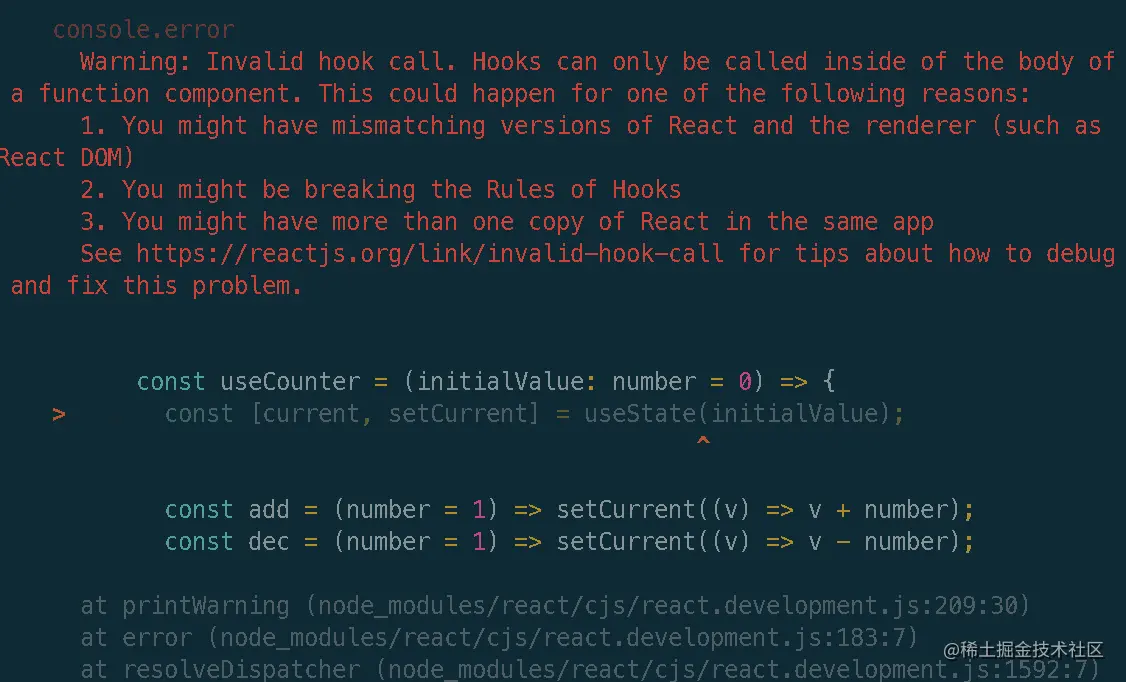 console.error
Warning: Invalid hook call. Hooks can only be called inside of the body of
a function component. This could happen for one of the following reasons:
1. You might have mismatching versions of React and the renderer (such as
React DOM)
2. You might be breaking the Rules of Hooks
3. You might have more than one copy of React in the same app
See https://reactjs.org/link/invalid-hook-call for tips about how to debug
and fix this problem.
const useCounter = (initialValue: number = 0) => {
> const [current, setCurrent] = useState(initialValue);
^
const add = (number = 1) => setCurrent((v) => v + number);
const dec = (number = 1) => setCurrent((v) => v - number);
at printWarning (node_modules/react/cjs/react.development.js:209:30)
at error (node_modules/react/cjs/react.development.js:183:7)
at resolveDispatcher (node_modules/react/cjs/react.development.js:1592:7)
@稀土掘金技术社区